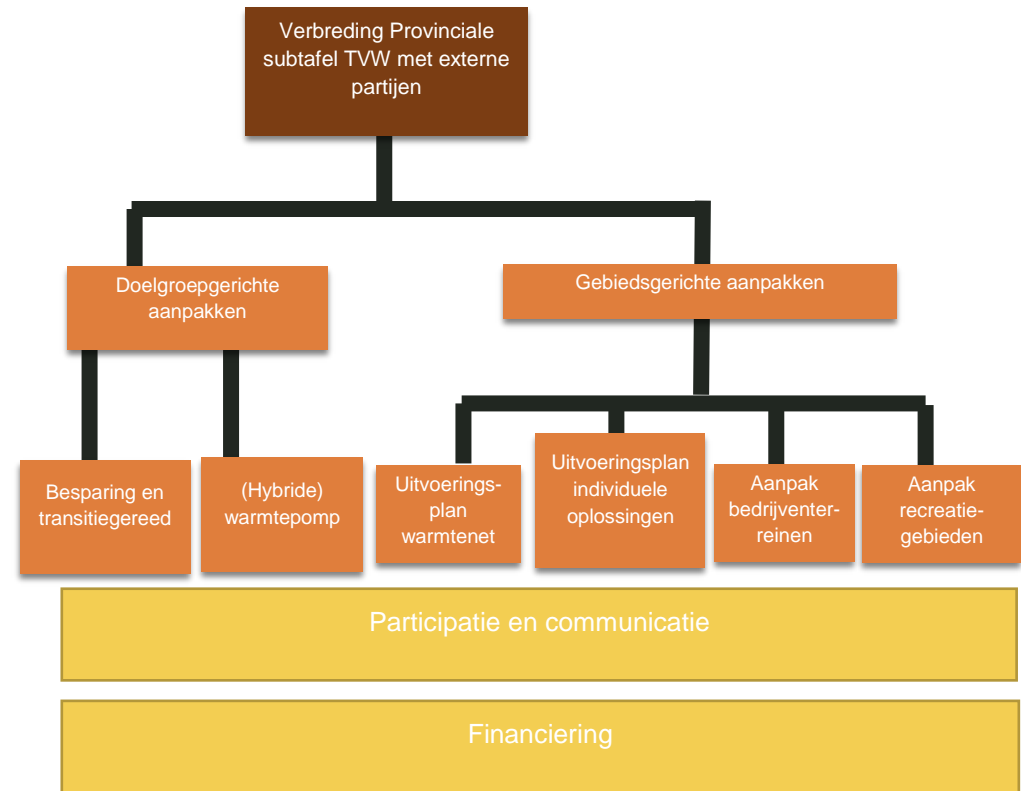 Verbreding Provinciale
subtafel TVW met externe
partijen
Doelgroepgerichte
aanpakken
Gebiedsgerichte aanpakken
Besparing en
transitiegereed
(Hybride)
warmtepomp
Uitvoerings-
plan
warmtenet
Uitvoeringsplan
individuele
oplossingen
Aanpak
bedrijventer-
reinen
Aanpak
recreatie-
gebieden
Participatie en communicatie
Financiering